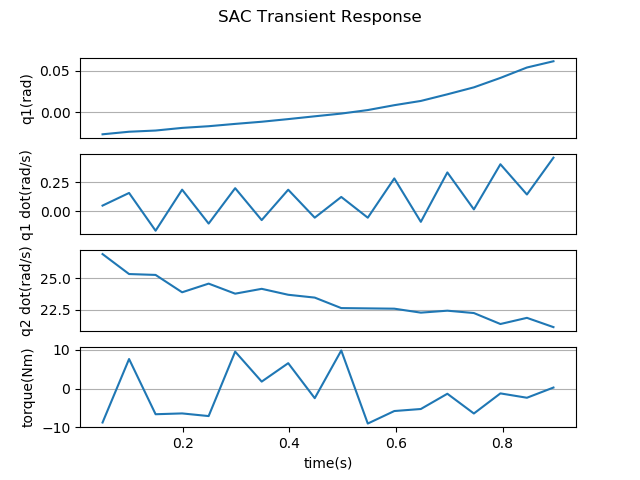 SAC Transient Response
0.05
0.00
q1(rad)
0.25
0.00
q1 dot(rad/s)
25.0
22.5
q2 dot(rad/s)
10
0
−10
torque(Nm)
0.2 0.4 0.6 0.8
time(s)